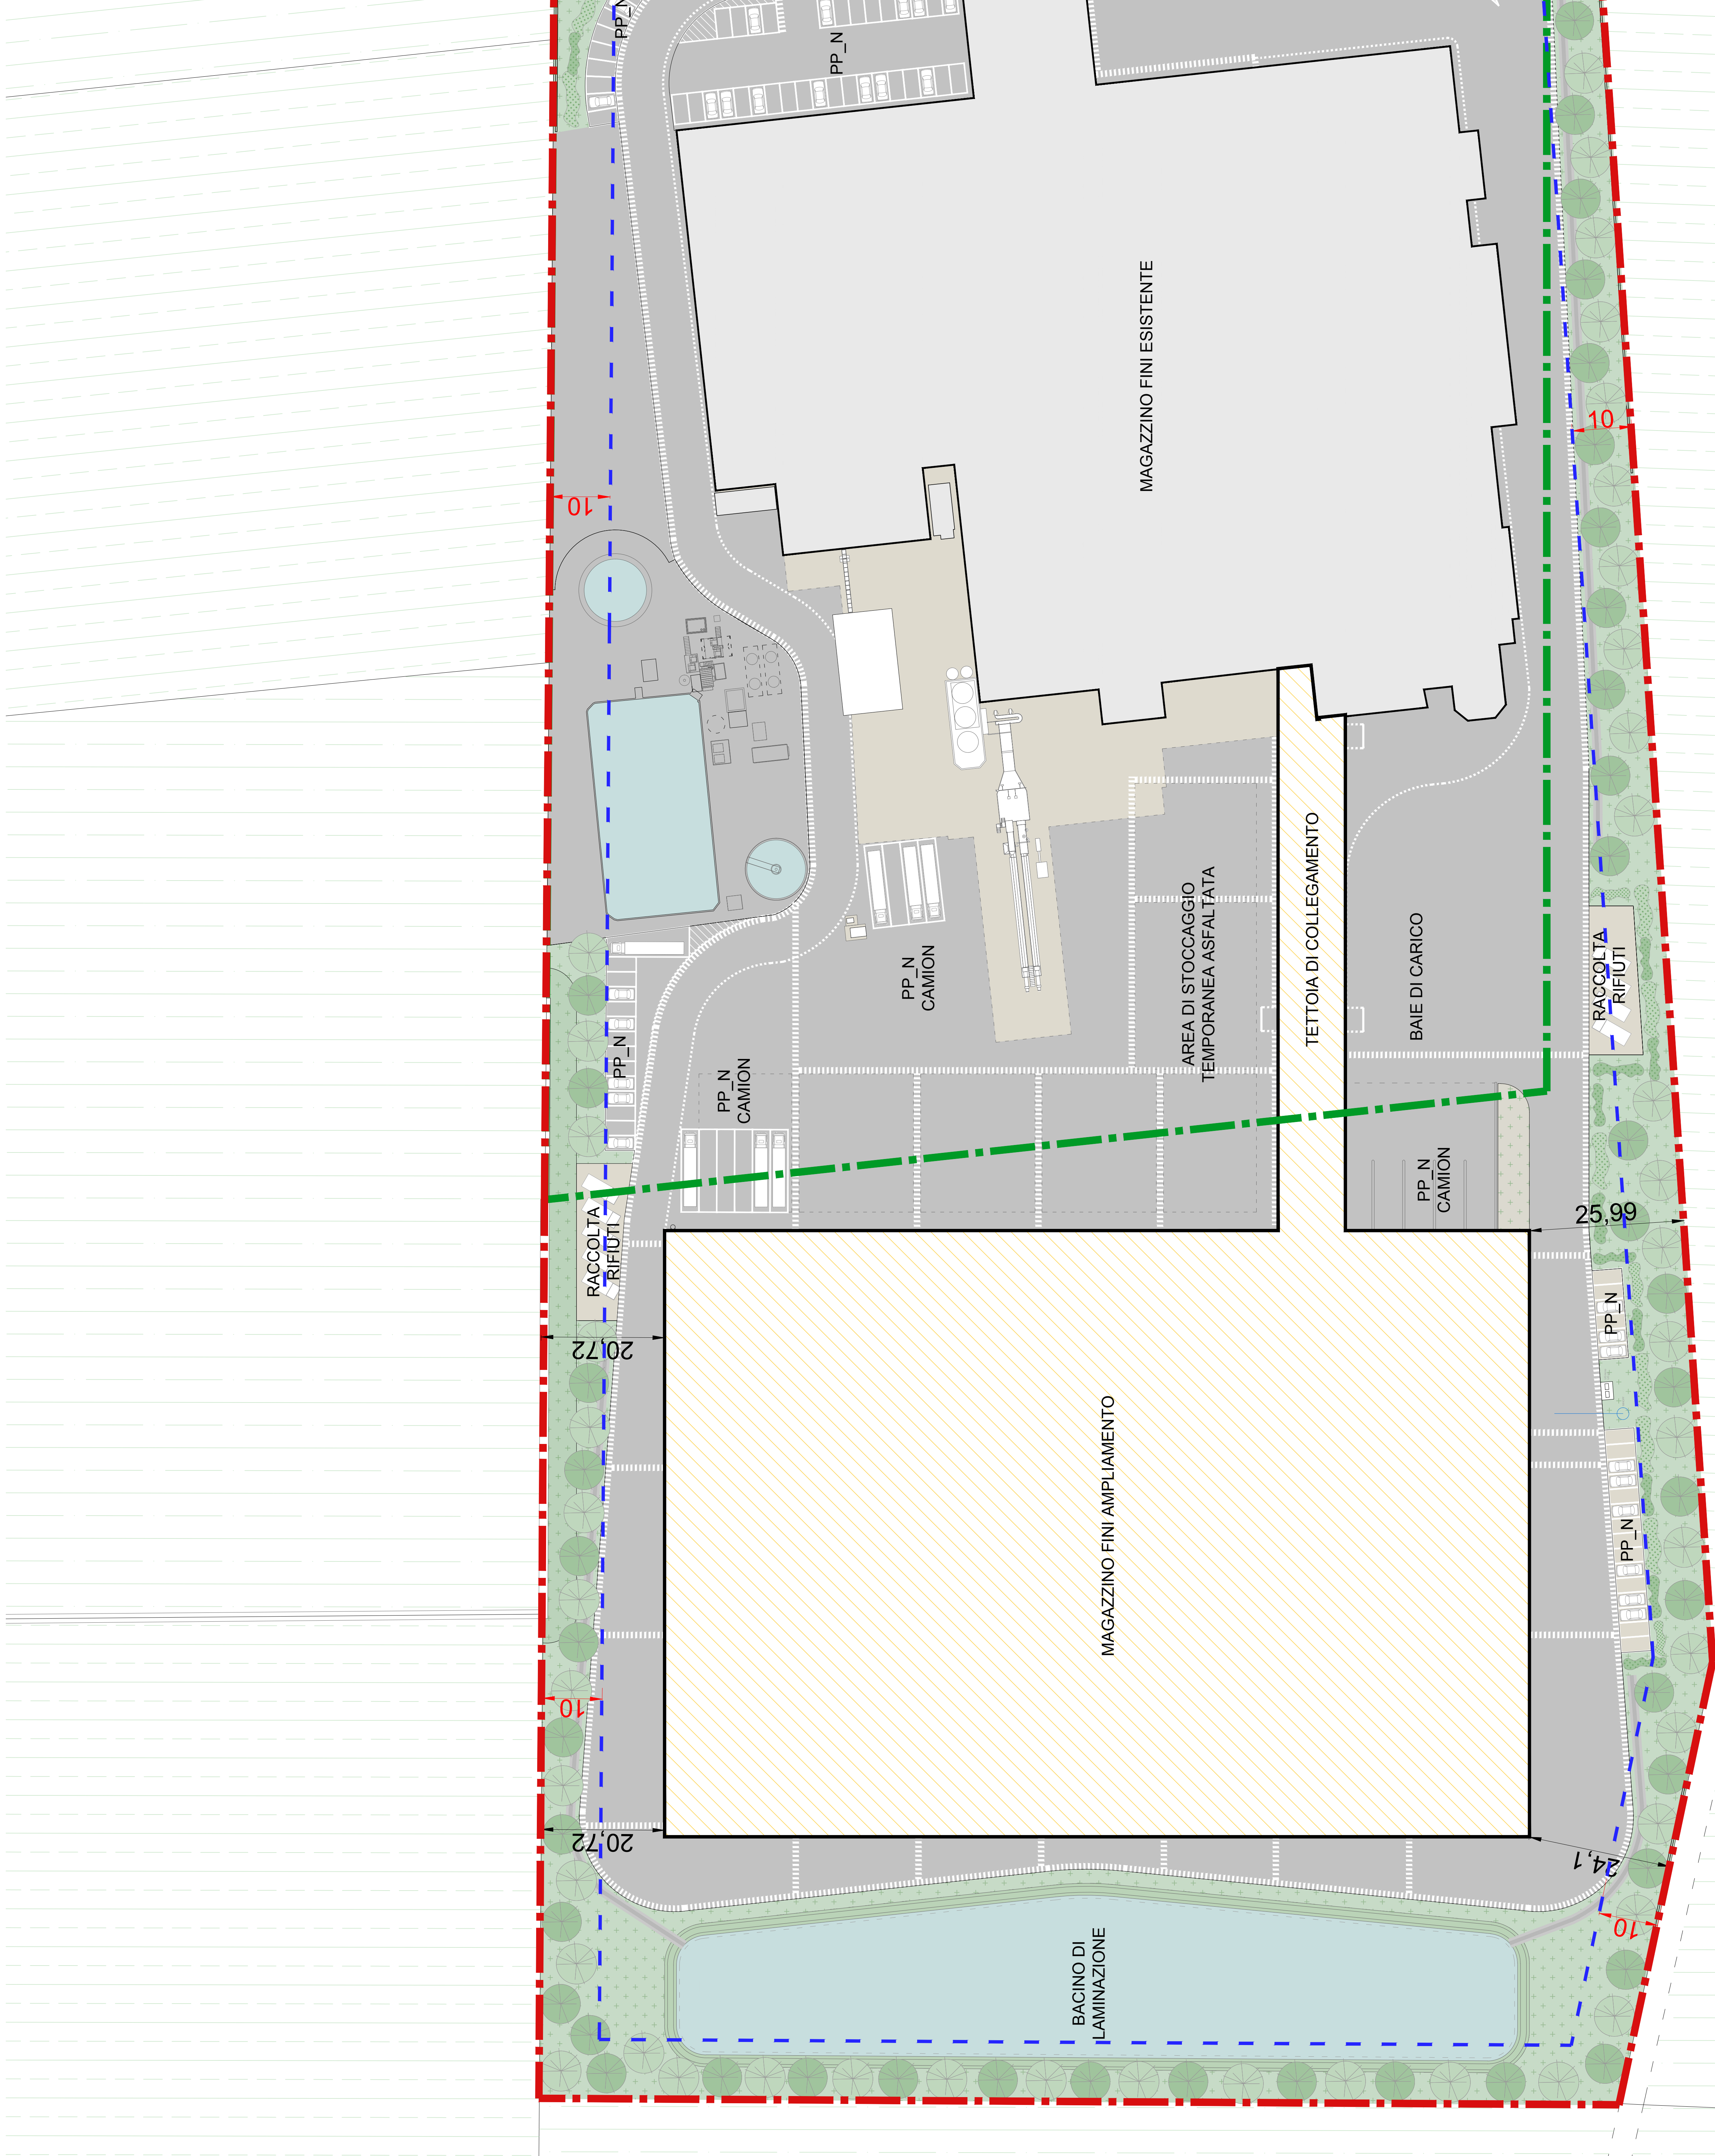 PP_N
PP_N
MAGAZZINO FINI ESISTENTE
10
10
TETTOIA DI COLLEGAMENTO
AREA DI STOCCAGGIO
TEMPORANEA ASFALTATA
BAIE DI CARICO
RACCOLTA
RIFIUTI
PP_N
CAMION
PP_N
PP_N
CAMION
PP_N
CAMION
RACCOLTA
RIFIUTI
25,99
20,72
PP_N
MAGAZZINO FINI AMPLIAMENTO
PP_N
10
20,72
24,1
10
BACINO DI
LAMINAZIONE